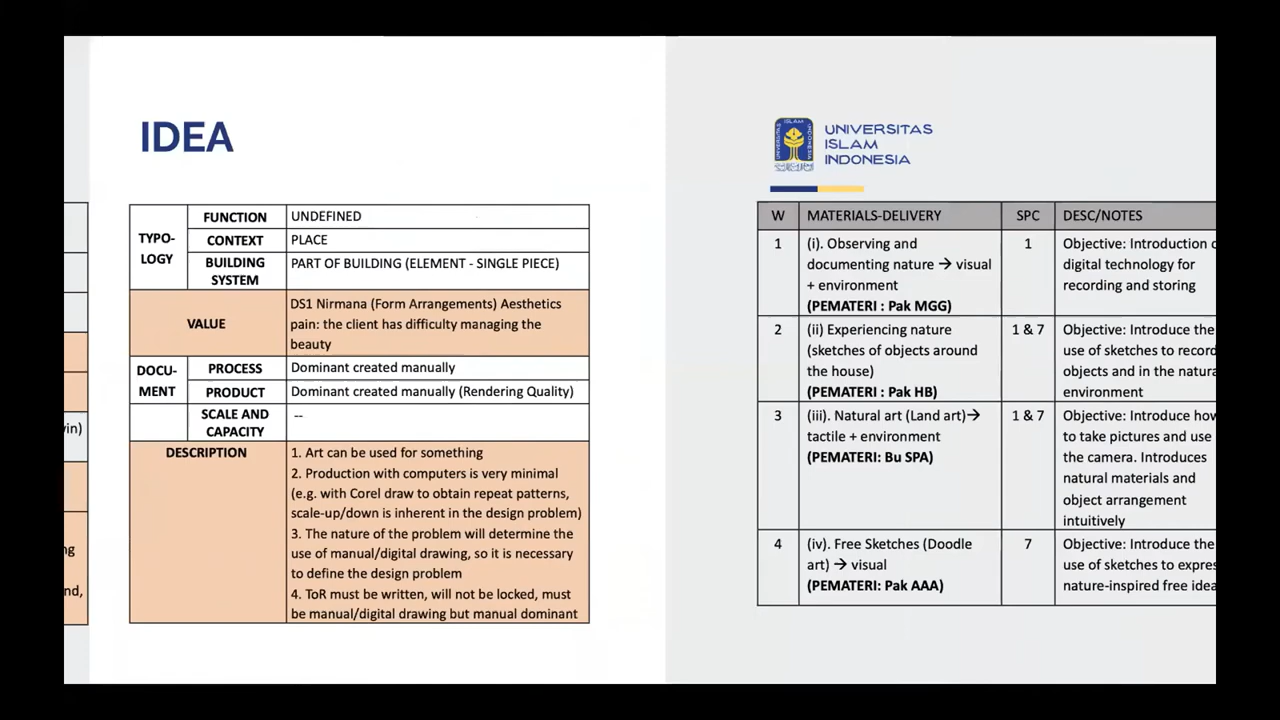 IDEA
TYPO-
LOGY
FUNCTION
UNDEFINED
CONTEXT
PLACE
BUILDING
SYSTEM
PART OF BUILDING (ELEMENT - SINGLE PIECE)
VALUE
DS1 Nirmana (Form Arrangements) Aesthetics
pain: the client has difficulty managing the
beauty
DOCU-
MENT
PROCESS
Dominant created manually
PRODUCT
Dominant created manually (Rendering Quality)
SCALE AND
CAPACITY
--
DESCRIPTION
1. Art can be used for something
2. Production with computers is very minimal
(e.g. with Corel draw to obtain repeat patterns,
scale-up/down is inherent in the design problem)
3. The nature of the problem will determine the
use of manual/digital drawing, so it is necessary
to define the design problem
4. ToR must be written, will not be locked, must
be manual/digital drawing but manual dominant
ISLAM
UNIVERSITAS
ISLAM
INDONESIA
W
MATERIALS-DELIVERY
SPC
DESC/NOTES
1
(i). Observing and
documenting nature → visual
+ environment
(PEMATERI : Pak MGG)
1
Objective: Introduction
digital technology for
recording and storing
2
(ii) Experiencing nature
(sketches of objects around
the house)
(PEMATERI : Pak HB)
1 & 7
Objective: Introduce the
use of sketches to record
objects and in the natura
environment
3
(iii). Natural art (Land art)→
tactile + environment
(PEMATERI: Bu SPA)
1 & 7
Objective: Introduce how
to take pictures and use
the camera. Introduces
natural materials and
object arrangement
intuitively
4
(iv). Free Sketches (Doodle
art) → visual
(PEMATERI: Pak AAA)
7
Objective: Introduce the
use of sketches to expres
nature-inspired free idea